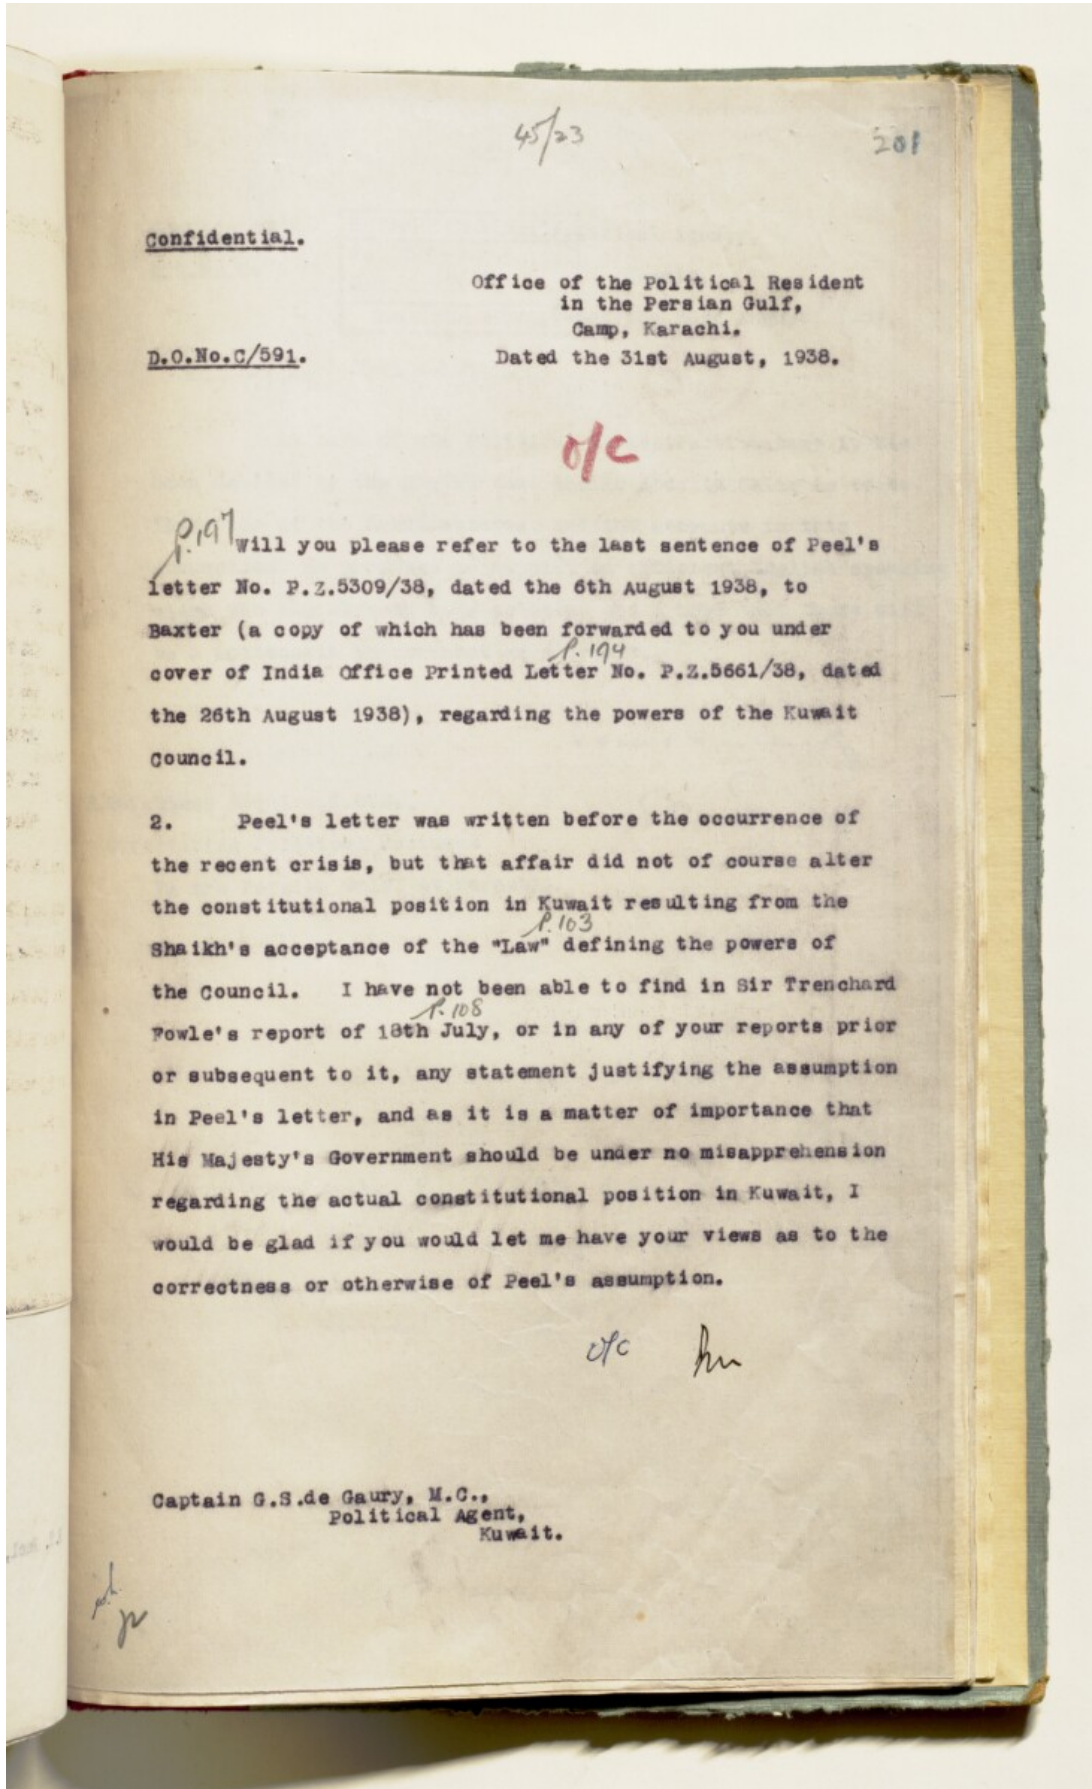 45/23
201
Confidential.
Office of the Political Resident
in the Persian Gulf,
Camp, Karachi.
D.O.No.C/591.
Dated the 31st August, 1938.
o/c
p.197
Will you please refer to the last sentence of Peel's
letter No. P.Z.5309/38, dated the 6th August 1938, to
Baxter (a copy of which has been forwarded to you under
p.194
cover of India Office Printed Letter No. P.Z.5661/38, dated
the 26th August 1938), regarding the powers of the Kuwait
Council.
2. Peel's letter was written before the occurrence of
the recent crisis, but that affair did not of course alter
the constitutional position in Kuwait resulting from the
P.103
Shaikh's acceptance of the "Law" defining the powers of
the Council. I have not been able to find in Sir Trenchard
P.108
Fowle's report of 18th July, or in any of your reports prior
or subsequent to it, any statement justifying the assumption
in Peel's letter, and as it is a matter of importance that
His Majesty's Government should be under no misapprehension
regarding the actual constitutional position in Kuwait, I
would be glad if you would let me have your views as to the
correctness or otherwise of Peel's assumption.
o/c
Captain G.S.de Gaury, M.C.,
Political Agent,
Kuwait.